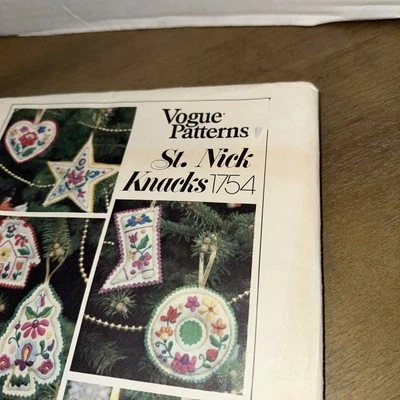 Vogue
Patterns
St. Nick
Knacks 1754